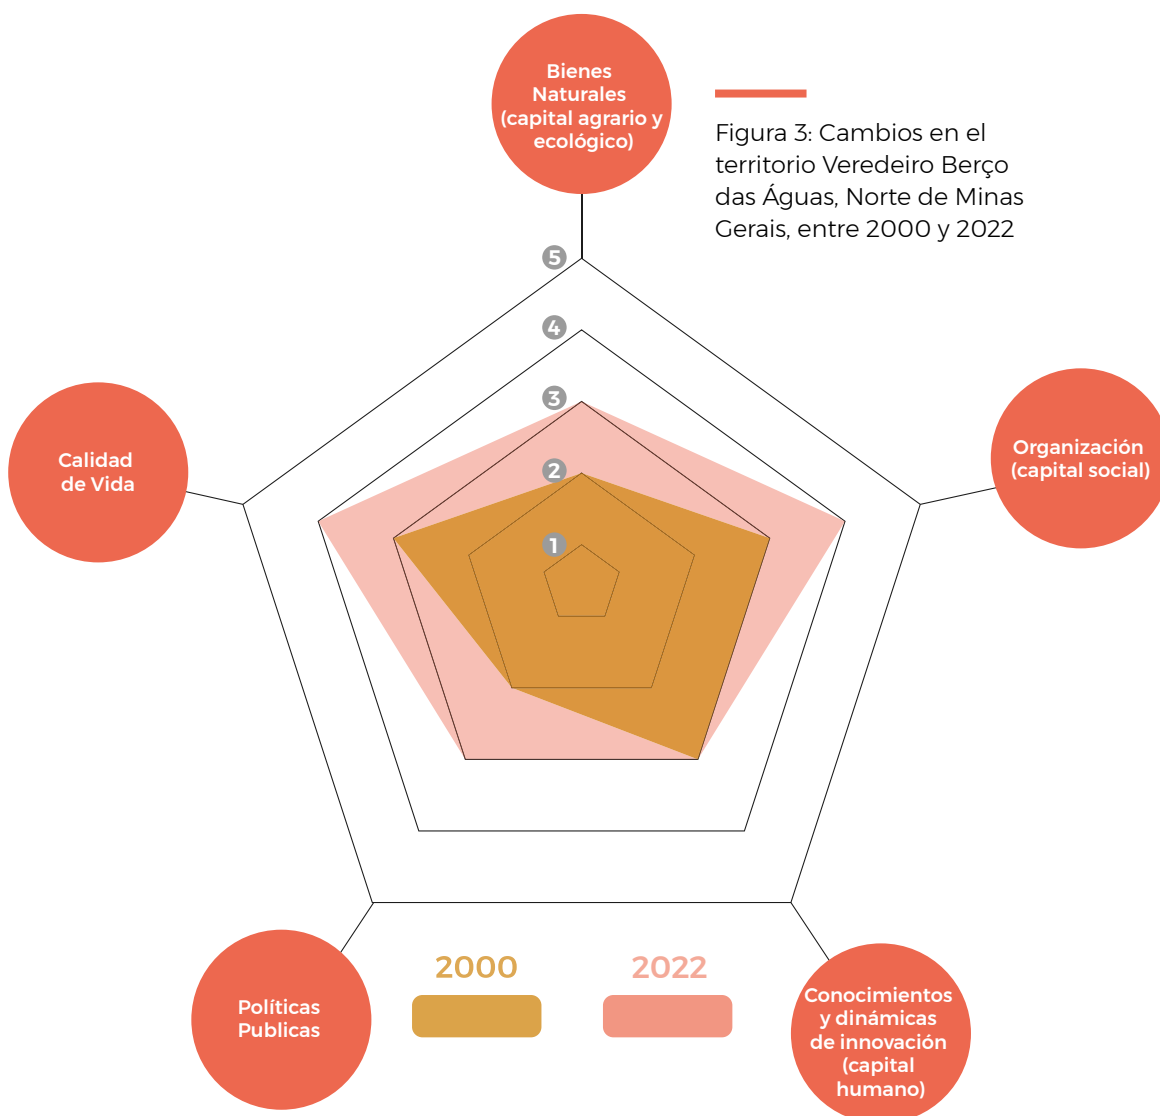 Bienes
Naturales
(capital agrario y
ecológico)
Figura 3: Cambios en el
territorio Veredeiro Berço
das Águas, Norte de Minas
Gerais, entre 2000 y 2022
5
4
3
2
1
Calidad
de Vida
Organización
(capital social)
Políticas
Publicas
2000
2022
Conocimientos
y dinámicas
de innovación
(capital
humano)